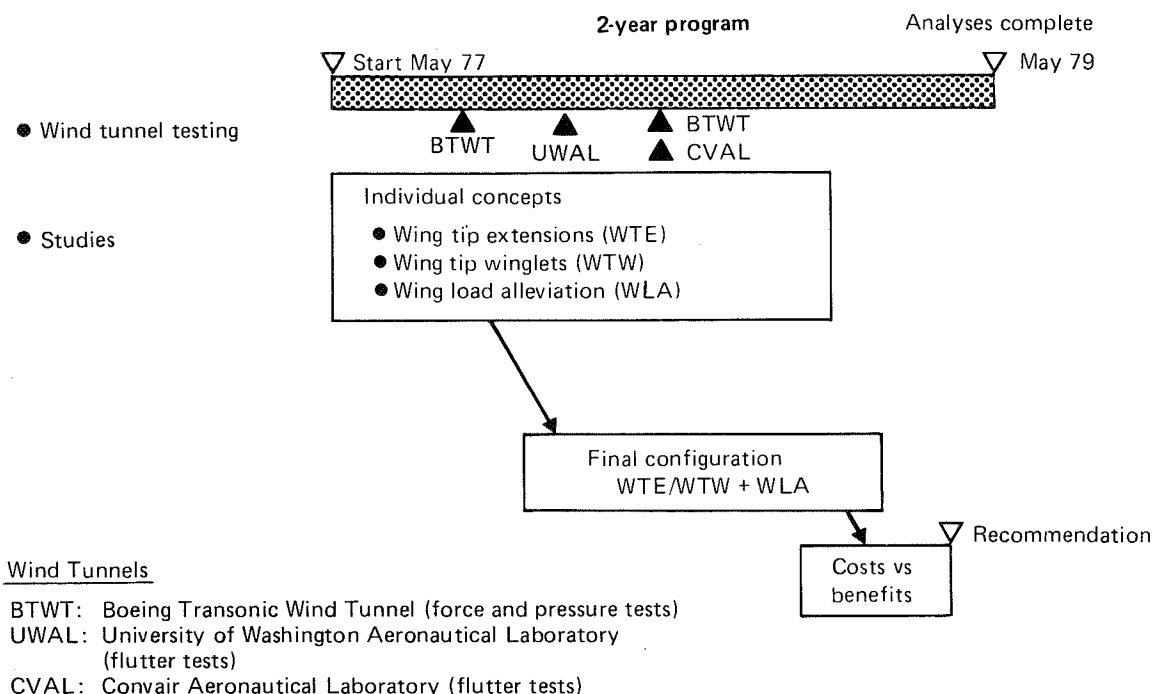 2-year program
Analyses complete
Start May 77
May 79
● Wind tunnel testing
BTWT
UWAL
BTWT
CVAL
● Studies
Individual concepts
● Wing tip extensions (WTE)
● Wing tip winglets (WTW)
● Wing load alleviation (WLA)
Final configuration
WTE/WTW + WLA
Recommendation
Costs vs
benefits
Wind Tunnels
BTWT: Boeing Transonic Wind Tunnel (force and pressure tests)
UWAL: University of Washington Aeronautical Laboratory
(flutter tests)
CVAL: Convair Aeronautical Laboratory (flutter tests)